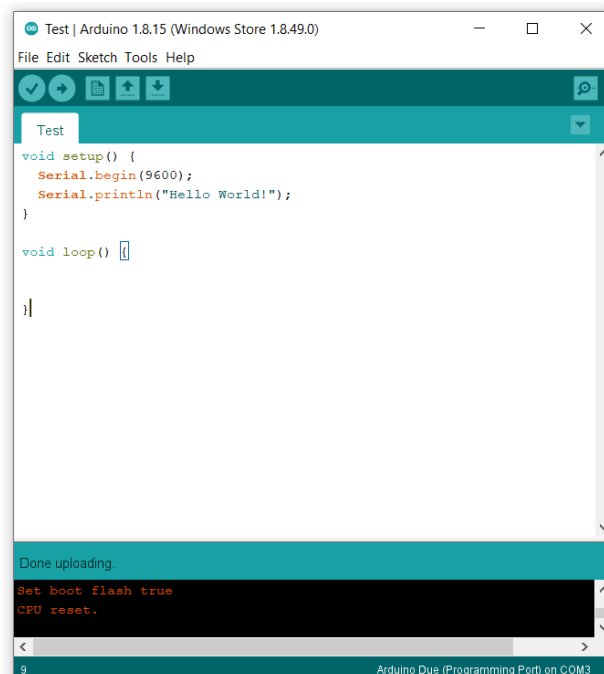 Test | Arduino 1.8.15 (Windows Store 1.8.49.0)
File Edit Sketch Tools Help
Test
void setup() {
  Serial.begin(9600);
  Serial.println("Hello World!");
}
void loop() {
}
Done uploading.
Set boot flash true
CPU reset.
9 Arduino Due (Programming Port) on COM3